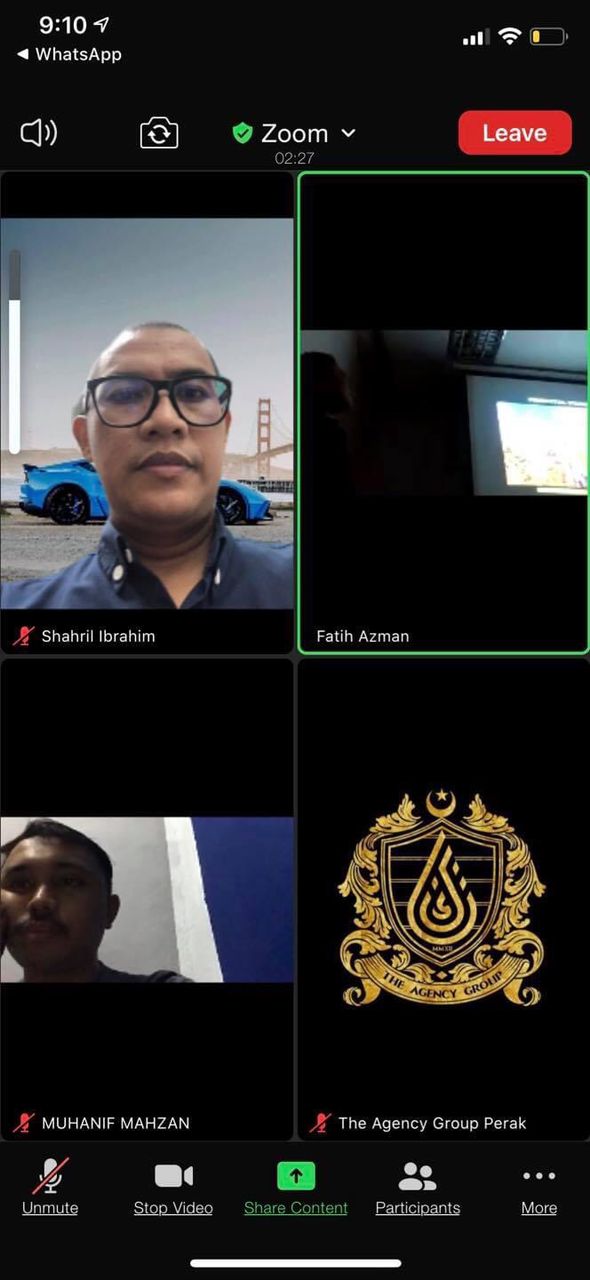 9:10
WhatsApp
Zoom
Leave
02:27
Shahril Ibrahim
Fatih Azman
MMXII
THE AGENCY GROUP
MUHANIF MAHZAN
The Agency Group Perak
Unmute
Stop Video
Share Content
Participants
More